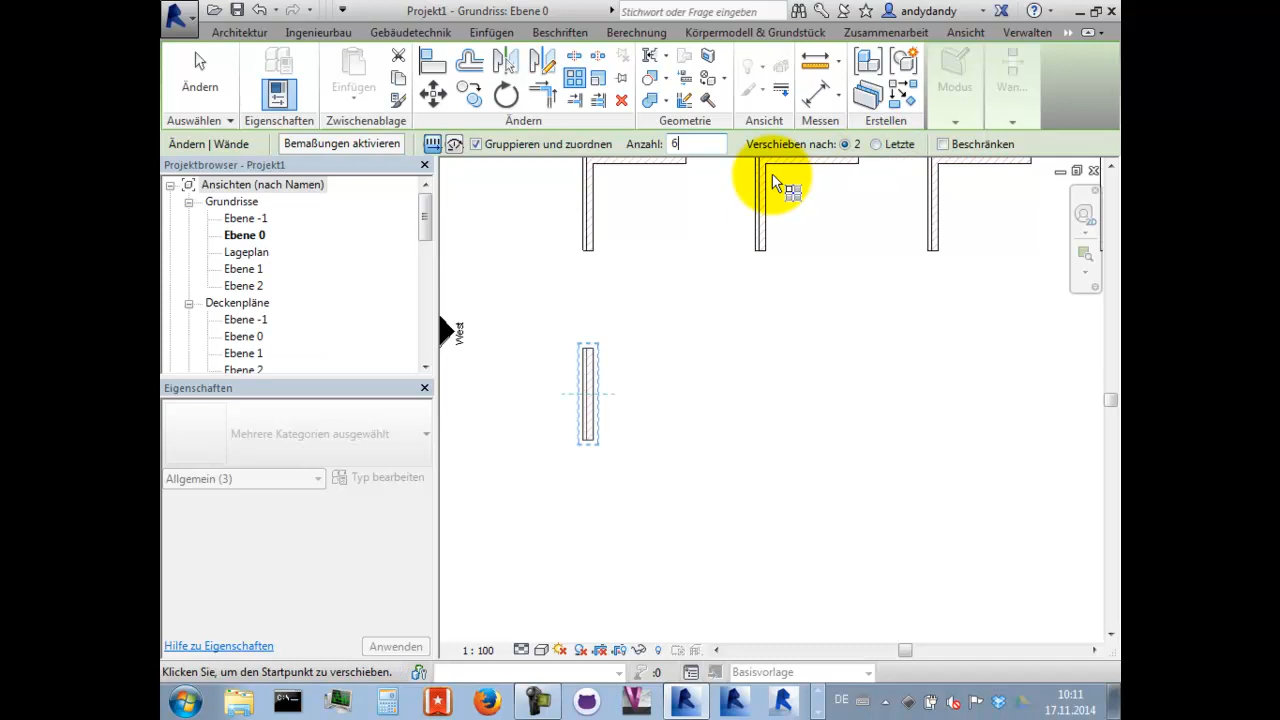 Projekt1 - Grundriss: Ebene 0
Stichwort oder Frage eingeben
andydandy
Architektur
Ingenieurbau
Gebäudetechnik
Einfügen
Beschriften
Berechnung
Körpermodell & Grundstück
Zusammenarbeit
Ansicht
Verwalten
Ändern
Einfügen
Modus
Wan...
Auswählen
Eigenschaften
Zwischenablage
Ändern
Geometrie
Ansicht
Messen
Erstellen
Ändern | Wände
Bemaßungen aktivieren
Gruppieren und zuordnen
Anzahl:
6
Verschieben nach:
2
Letzte
Beschränken
Projektbrowser - Projekt1
Ansichten (nach Namen)
Grundrisse
Ebene -1
Ebene 0
Lageplan
Ebene 1
Ebene 2
Deckenpläne
Ebene -1
Ebene 0
Ebene 1
Ebene 2
West
2D
Eigenschaften
Mehrere Kategorien ausgewählt
Allgemein (3)
Typ bearbeiten
Hilfe zu Eigenschaften
Anwenden
1 : 100
Klicken Sie, um den Startpunkt zu verschieben.
:0
Basisvorlage
DE
10:11
17.11.2014